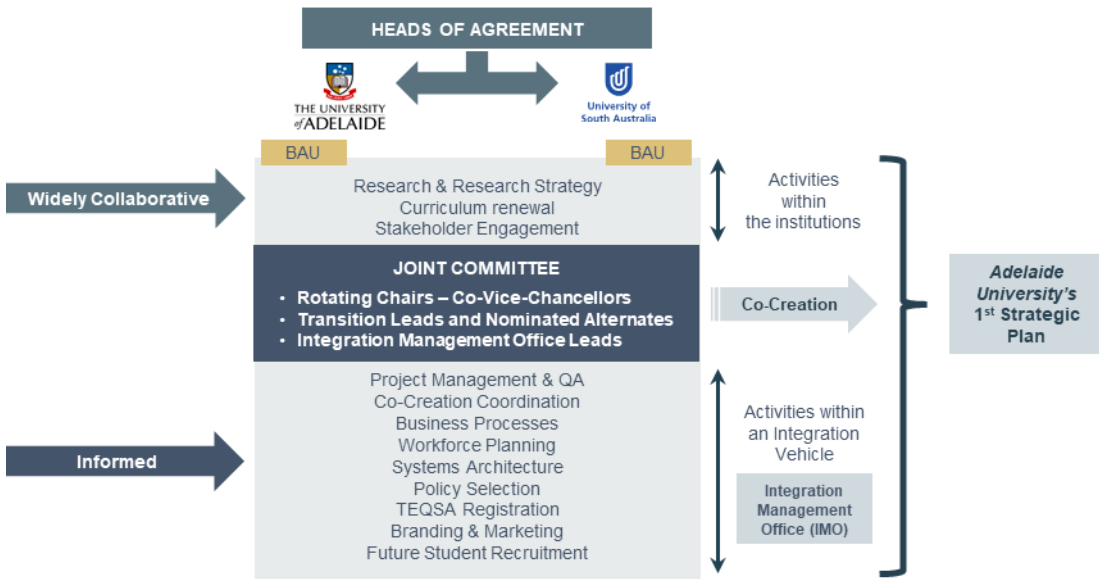 HEADS OF AGREEMENT
THE UNIVERSITY
of ADELAIDE
University of
South Australia
BAU
BAU
Widely Collaborative
Research & Research Strategy
Curriculum renewal
Stakeholder Engagement
Activities
within
the institutions
JOINT COMMITTEE
• Rotating Chairs – Co-Vice-Chancellors
• Transition Leads and Nominated Alternates
• Integration Management Office Leads
Co-Creation
Adelaide
University's
1st Strategic
Plan
Informed
Project Management & QA
Co-Creation Coordination
Business Processes
Workforce Planning
Systems Architecture
Policy Selection
TEQSA Registration
Branding & Marketing
Future Student Recruitment
Activities within
an Integration
Vehicle
Integration
Management
Office (IMO)